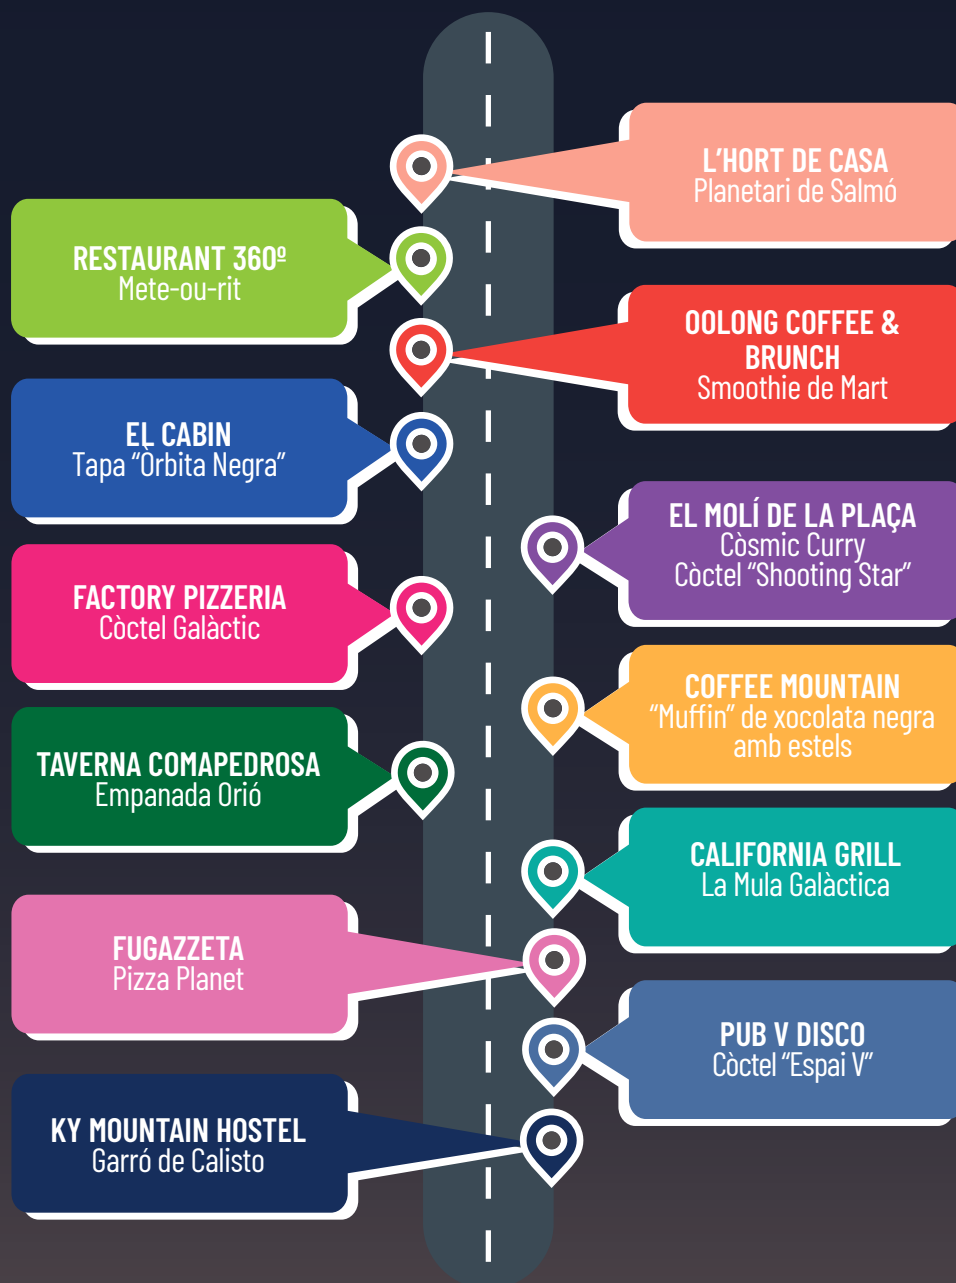 L'HORT DE CASA
Planetari de Salmó
RESTAURANT 360º
Mete-ou-rit
OOLONG COFFEE &
BRUNCH
Smoothie de Mart
EL CABIN
Tapa “Òrbita Negra”
EL MOLÍ DE LA PLAÇA
Còsmic Curry
Còctel “Shooting Star”
FACTORY PIZZERIA
Còctel Galàctic
COFFEE MOUNTAIN
“Muffin” de xocolata negra
amb estels
TAVERNA COMAPEDROSA
Empanada Orió
CALIFORNIA GRILL
La Mula Galàctica
FUGAZZETA
Pizza Planet
PUB V DISCO
Còctel “Espai V”
KY MOUNTAIN HOSTEL
Garró de Calisto